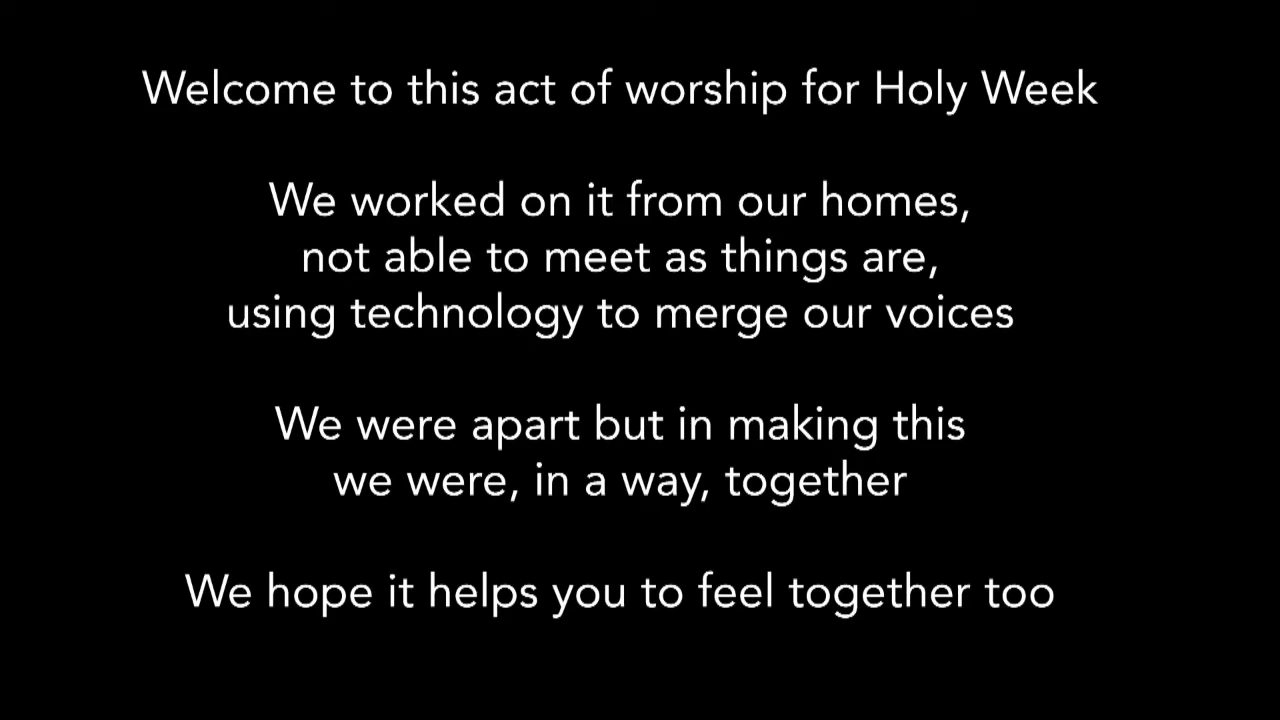 Welcome to this act of worship for Holy Week
We worked on it from our homes,
not able to meet as things are,
using technology to merge our voices
We were apart but in making this
we were, in a way, together
We hope it helps you to feel together too